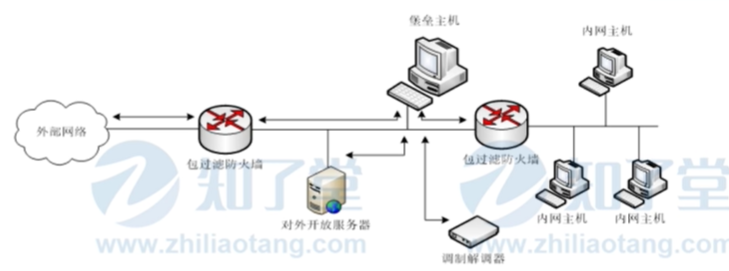 堡垒主机
内网主机
外部网络
包过滤防火墙
包过滤防火墙
对外开放服务器
内网主机
内网主机
调制解调器
知了堂
www.zhiliaotang.com
知了堂
www.zhiliaotang.com